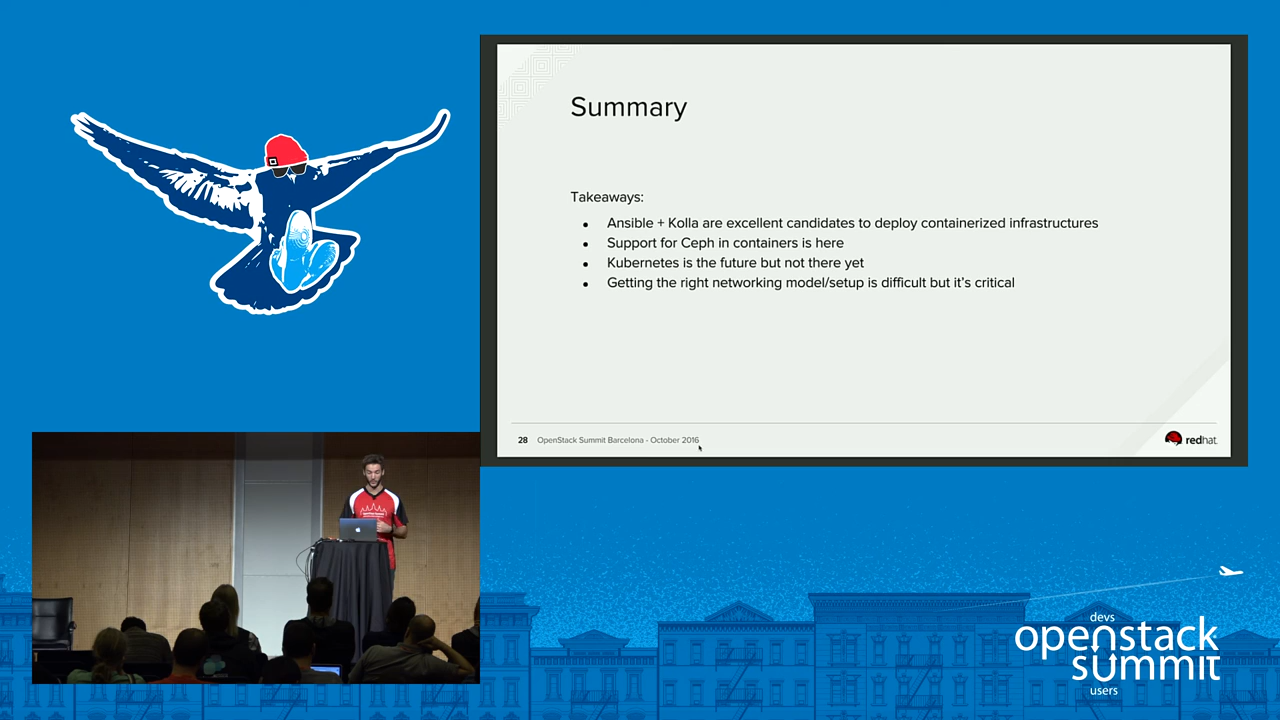 Summary
Takeaways:
● Ansible + Kolla are excellent candidates to deploy containerized infrastructures
● Support for Ceph in containers is here
● Kubernetes is the future but not there yet
● Getting the right networking model/setup is difficult but it's critical
28 OpenStack Summit Barcelona - October 2016
redhat.
devs
openstack
summit
users